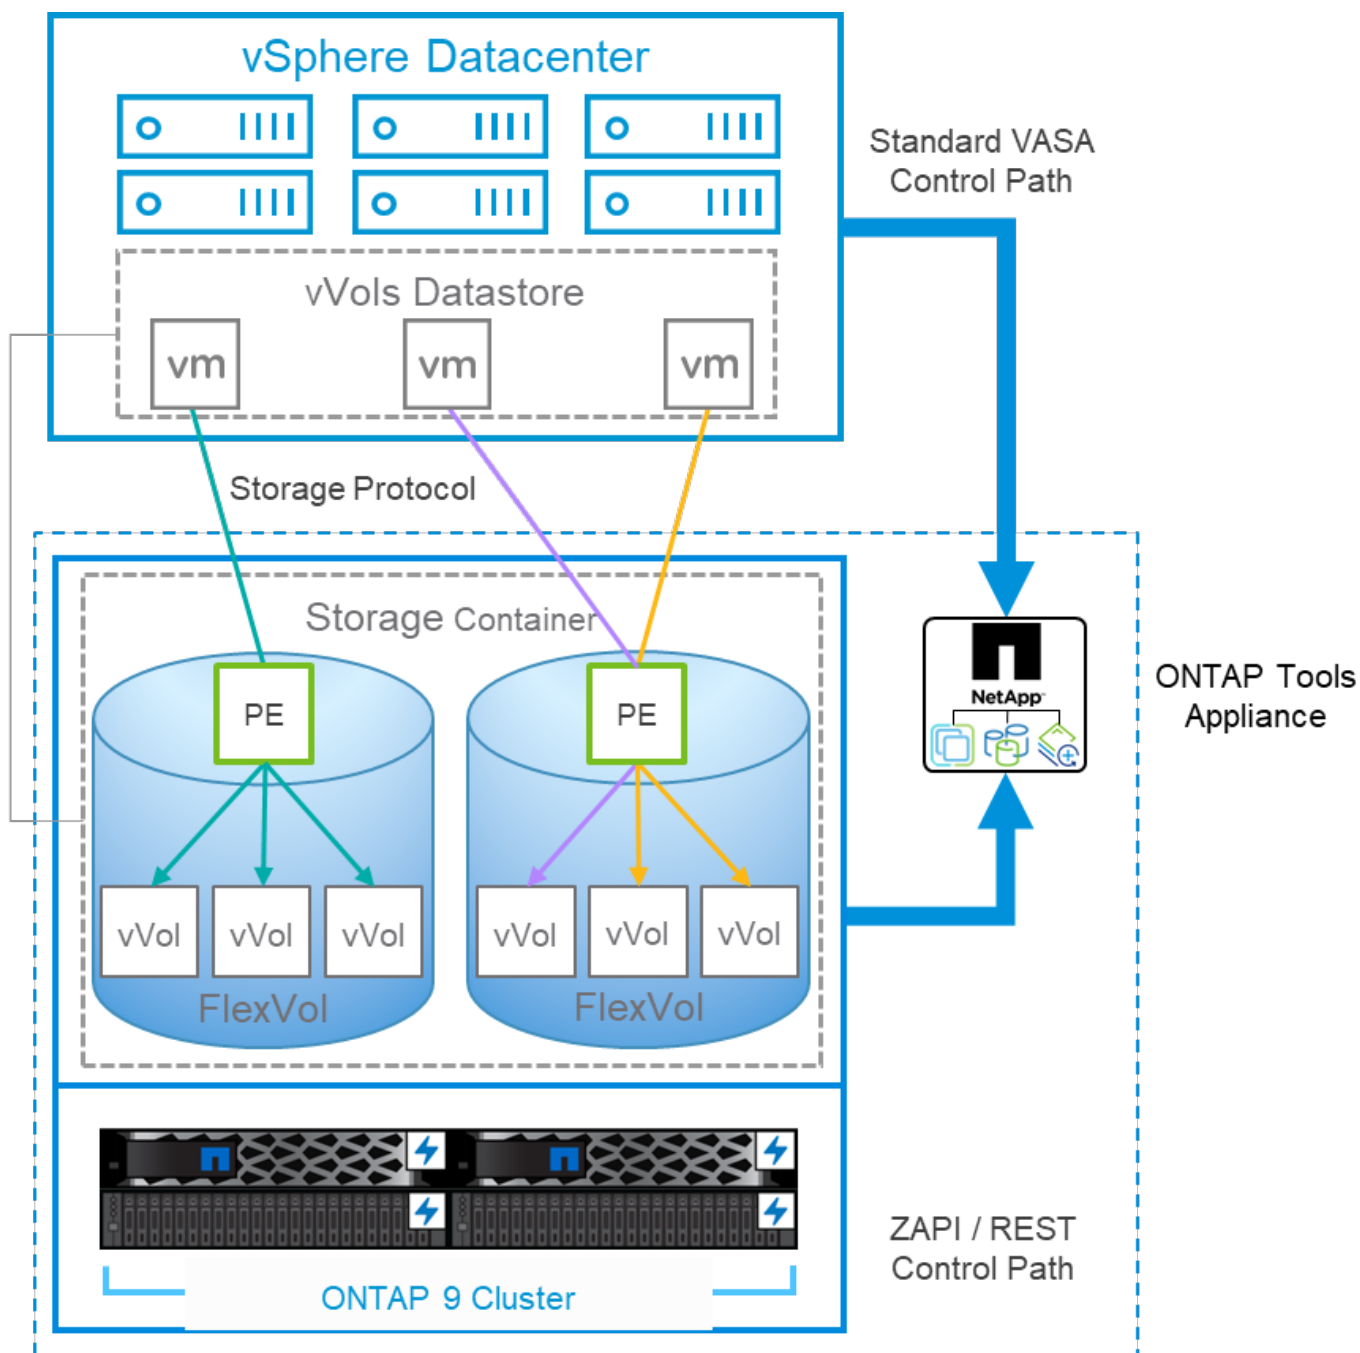 vSphere Datacenter
Standard VASA
Control Path
vVols Datastore
vm
vm
vm
Storage Protocol
Storage Container
PE
PE
NetApp™
ONTAP Tools
Appliance
vVol
vVol
vVol
vVol
vVol
vVol
FlexVol
FlexVol
ZAPI / REST
Control Path
ONTAP 9 Cluster